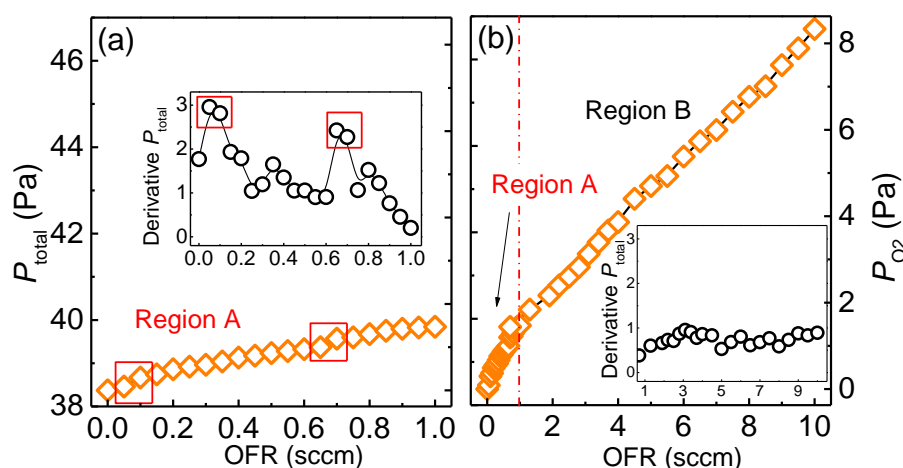 (a)
46
44
42
40
38
P_total (Pa)
Derivative P_total
3
2
1
0
0.0 0.2 0.4 0.6 0.8 1.0
Region A
0.0 0.2 0.4 0.6 0.8 1.0
OFR (sccm)
(b)
Region B
Region A
Derivative P_total
3
2
1
0
1 3 5 7 9
8
6
4
2
0
P_O2 (Pa)
0 2 4 6 8 10
OFR (sccm)